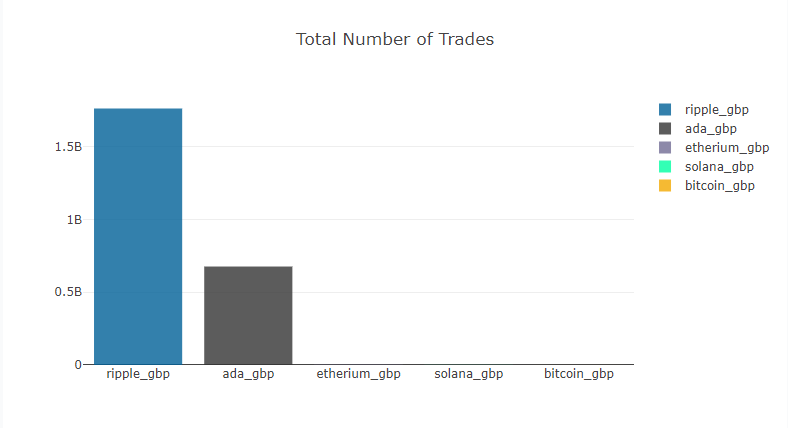 Total Number of Trades
1.5B
1B
0.5B
0
ripple_gbp
ada_gbp
etherium_gbp
solana_gbp
bitcoin_gbp
ripple_gbp
ada_gbp
etherium_gbp
solana_gbp
bitcoin_gbp